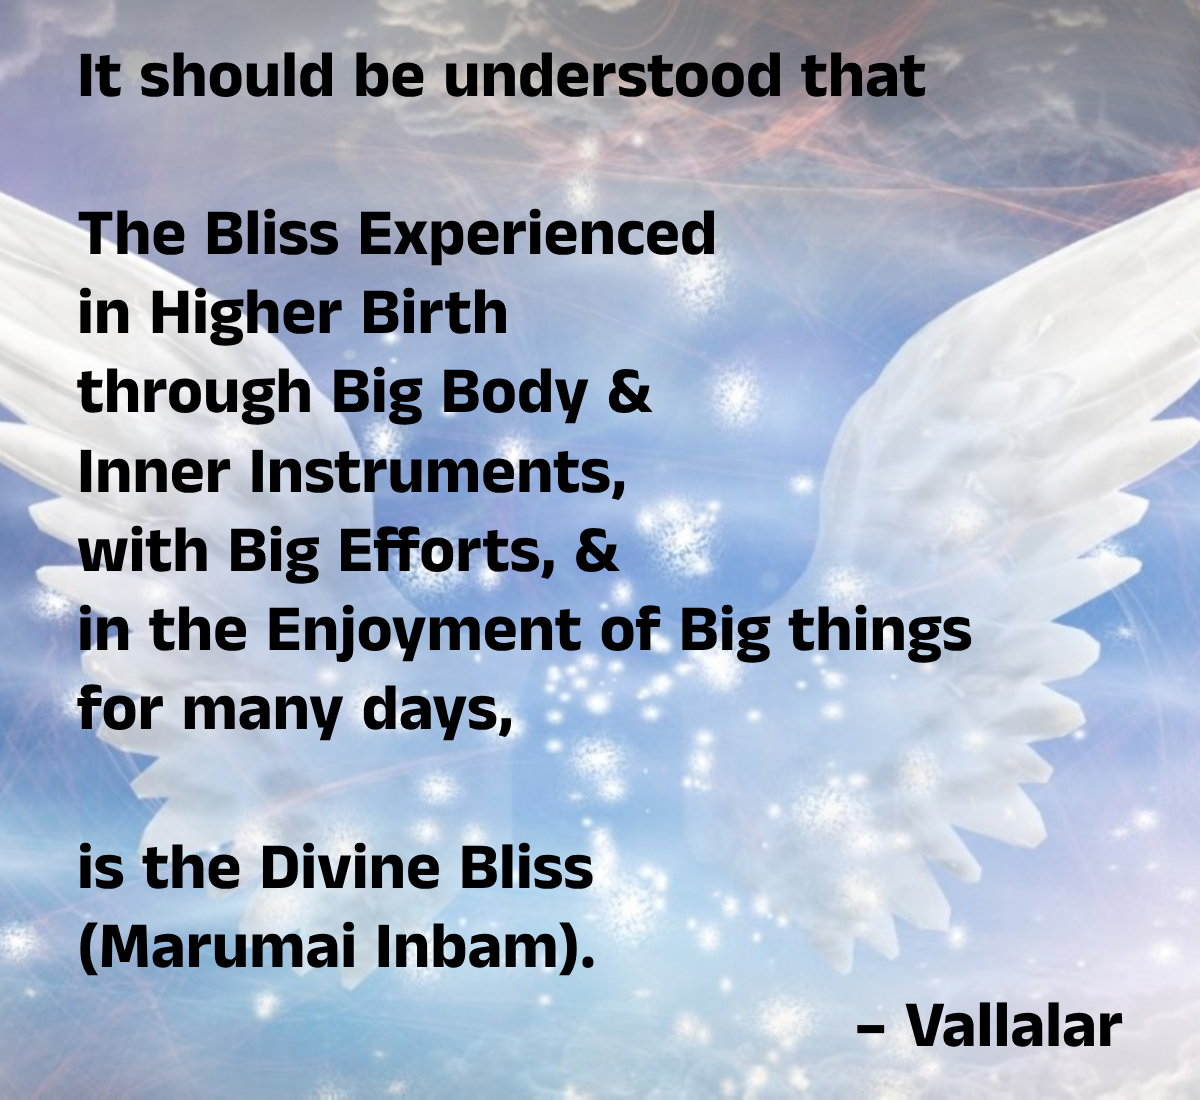 It should be understood that
The Bliss Experienced
in Higher Birth
through Big Body &
Inner Instruments,
with Big Efforts, &
in the Enjoyment of Big things
for many days,
is the Divine Bliss
(Marumai Inbam).
– Vallalar